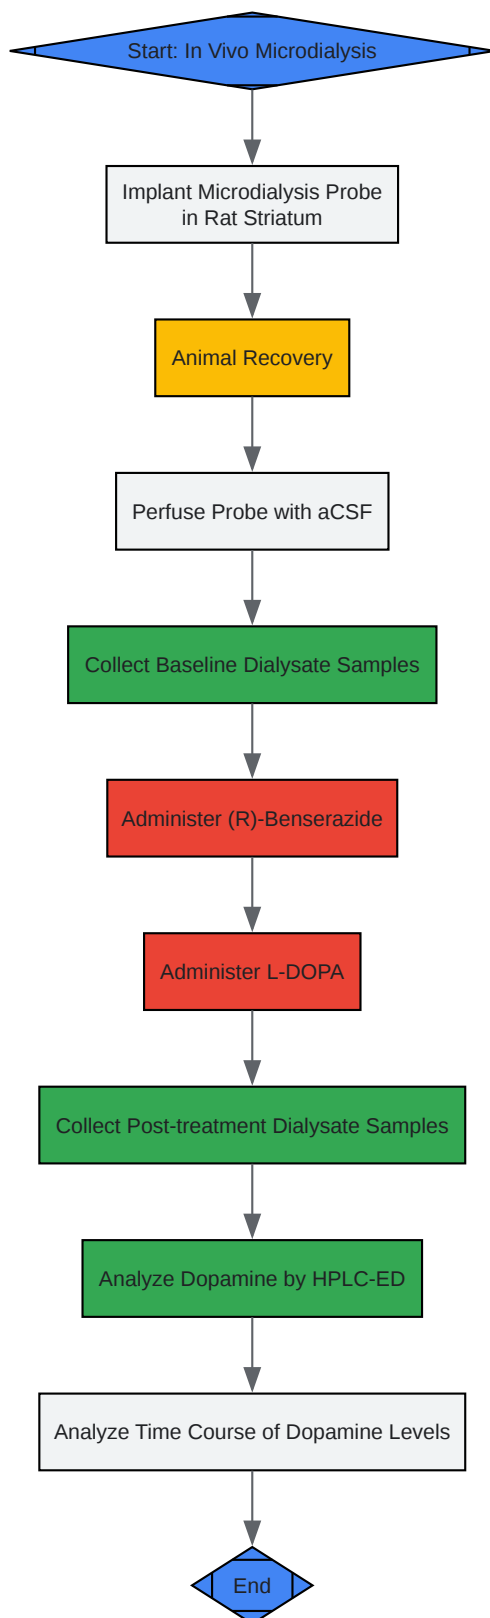 Start: In Vivo Microdialysis
Implant Microdialysis Probe
in Rat Striatum
Animal Recovery
Perfuse Probe with aCSF
Collect Baseline Dialysate Samples
Administer (R)-Benserazide
Administer L-DOPA
Collect Post-treatment Dialysate Samples
Analyze Dopamine by HPLC-ED
Analyze Time Course of Dopamine Levels
End